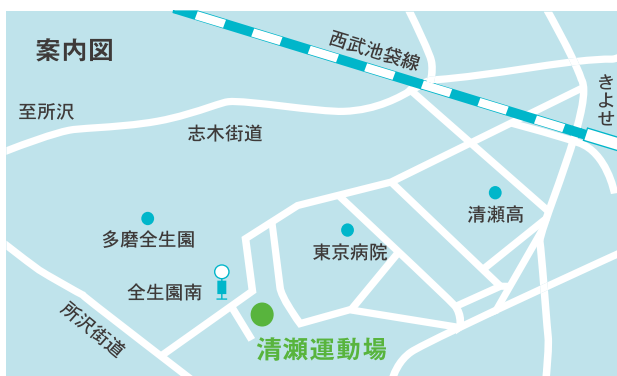 案内図
西武池袋線
きよせ
至所沢
志木街道
清瀬高
多磨全生園
東京病院
全生園南
所沢街道
清瀬運動場